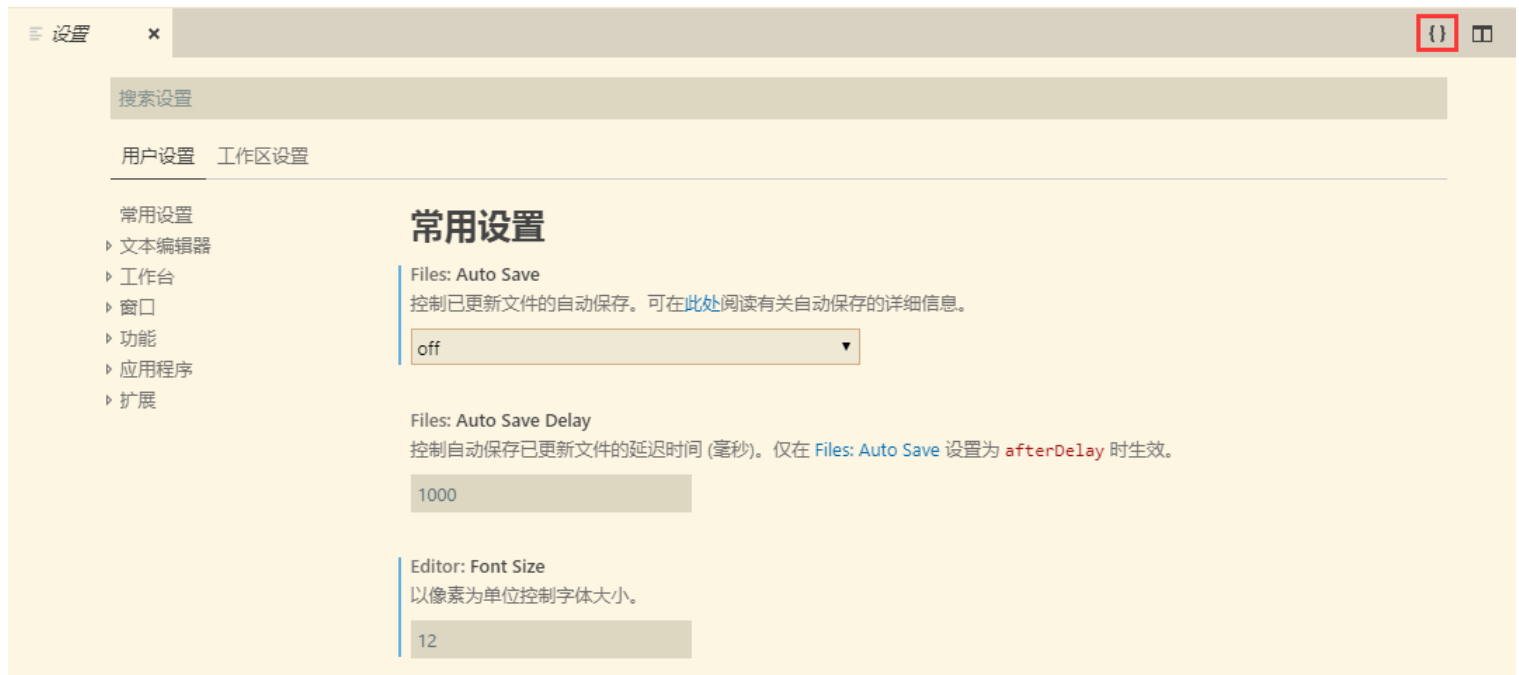 设置
{}
搜索设置
用户设置 工作区设置
常用设置
文本编辑器
工作台
窗口
功能
应用程序
扩展
常用设置
Files: Auto Save
控制已更新文件的自动保存。可在此处阅读有关自动保存的详细信息。
off
Files: Auto Save Delay
控制自动保存已更新文件的延迟时间 (毫秒)。仅在 Files: Auto Save 设置为 afterDelay 时生效。
1000
Editor: Font Size
以像素为单位控制字体大小。
12